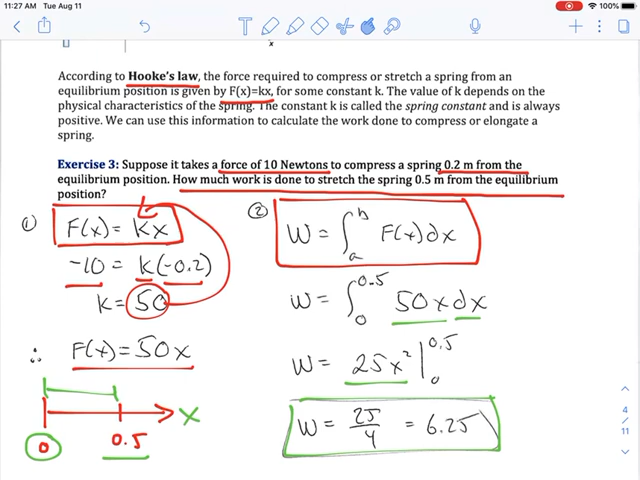 11:27 AM Tue Aug 11
100%
x
According to Hooke's law, the force required to compress or stretch a spring from an
equilibrium position is given by F(x)=kx, for some constant k. The value of k depends on the
physical characteristics of the spring. The constant k is called the spring constant and is always
positive. We can use this information to calculate the work done to compress or elongate a
spring.
Exercise 3: Suppose it takes a force of 10 Newtons to compress a spring 0.2 m from the
equilibrium position. How much work is done to stretch the spring 0.5 m from the equilibrium
position?
① F(x) = kx
-10 = k(-0.2)
k = 50
∴ F(x) = 50x
0 0.5 x
② W = ∫_a^b F(x)dx
W = ∫_0^0.5 50x dx
W = 25x² |_0^0.5
W = 25/4 = 6.25
4
/
11